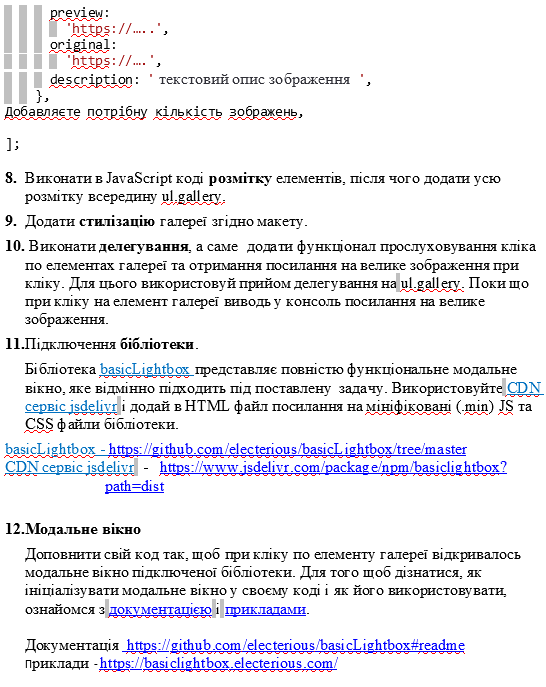 preview:
'https://…..',
original:
'https://….',
description: ' текстовий опис зображення ',
},
Добавляєте потрібну кількість зображень,
];
8. Виконати в JavaScript коді розмітку елементів, після чого додати усю
розмітку всередину ul.gallery.
9. Додати стилізацію галереї згідно макету.
10. Виконати делегування, а саме додати функціонал прослуховування кліка
по елементах галереї та отримання посилання на велике зображення при
кліку. Для цього використовуй прийом делегування на ul.gallery. Поки що
при кліку на елемент галереї виводь у консоль посилання на велике
зображення.
11.Підключення бібліотеки.
Бібліотека basicLightbox представляє повністю функціональне модальне
вікно, яке відмінно підходить під поставлену задачу. Використовуйте CDN
сервіс jsdelivr і додай в HTML файл посилання на мініфіковані (.min) JS та
CSS файли бібліотеки.
basicLightbox - https://github.com/electerious/basicLightbox/tree/master
CDN сервіс jsdelivr - https://www.jsdelivr.com/package/npm/basiclightbox?
path=dist
12.Модальне вікно
Доповнити свій код так, щоб при кліку по елементу галереї відкривалось
модальне вікно підключеної бібліотеки. Для того щоб дізнатися, як
ініціалізувати модальне вікно у своєму коді і як його використовувати,
ознайомся з документацією і прикладами.
Документація https://github.com/electerious/basicLightbox#readme
приклади -https://basiclightbox.electerious.com/